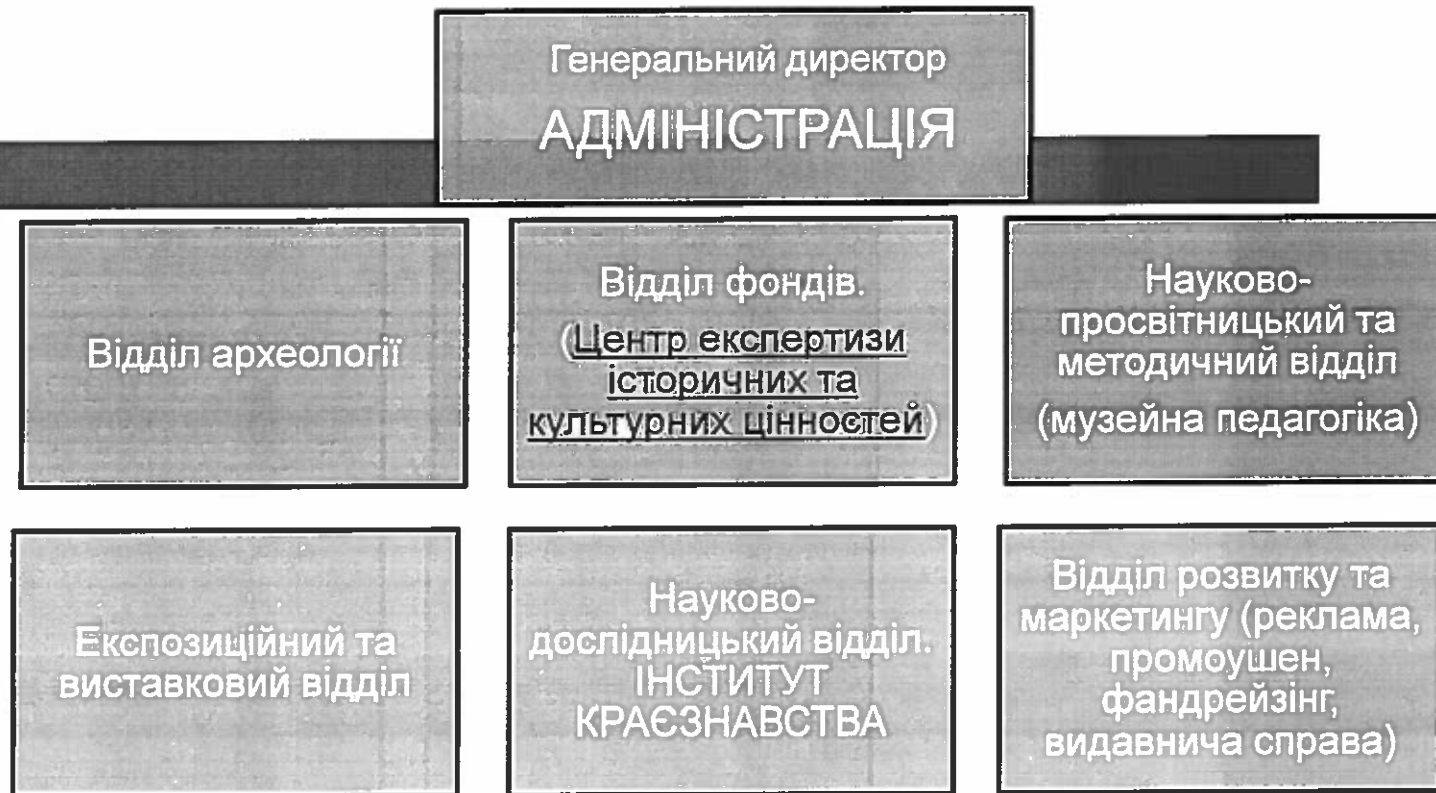 Генеральний директор
АДМІНІСТРАЦІЯ
Відділ археології
Відділ фондів.
(Центр експертизи
історичних та
культурних цінностей)
Науково-
просвітницький та
методичний відділ
(музейна педагогіка)
Експозиційний та
виставковий відділ
Науково-
дослідницький відділ.
ІНСТИТУТ
КРАЄЗНАВСТВА
Відділ розвитку та
маркетингу (реклама,
промоушен,
фандрейзінг,
видавнича справа)